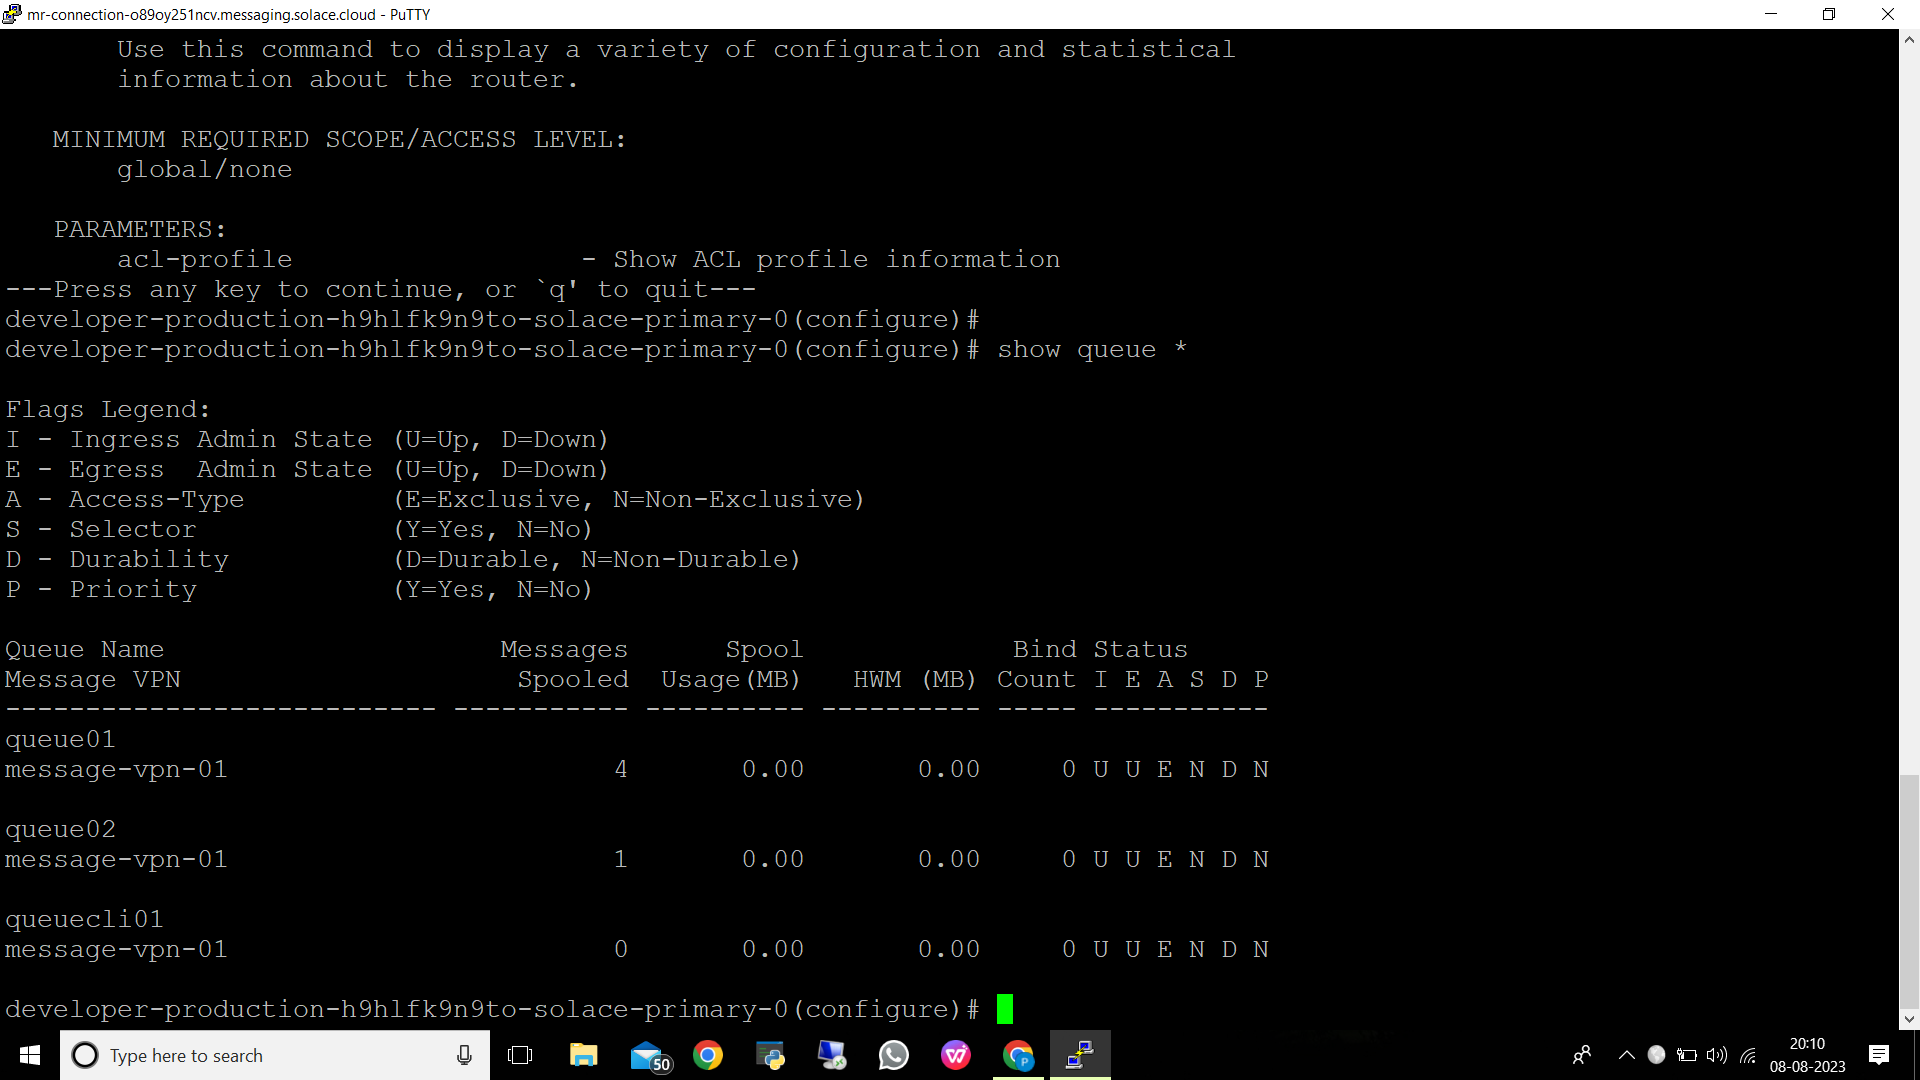 mr-connection-o89oy251ncv.messaging.solace.cloud - PuTTY
Use this command to display a variety of configuration and statistical
information about the router.
MINIMUM REQUIRED SCOPE/ACCESS LEVEL:
global/none
PARAMETERS:
acl-profile - Show ACL profile information
---Press any key to continue, or `q' to quit---
developer-production-h9hlfk9n9to-solace-primary-0(configure)#
developer-production-h9hlfk9n9to-solace-primary-0(configure)# show queue *
Flags Legend:
I - Ingress Admin State (U=Up, D=Down)
E - Egress  Admin State (U=Up, D=Down)
A - Access-Type (E=Exclusive, N=Non-Exclusive)
S - Selector (Y=Yes, N=No)
D - Durability (D=Durable, N=Non-Durable)
P - Priority (Y=Yes, N=No)
Queue Name Messages Spool Bind Status
Message VPN Spooled Usage(MB) HWM (MB) Count I E A S D P
--------------------------- ----------- ---------- ---------- ----- -----------
queue01
message-vpn-01 4 0.00 0.00 0 U U E N D N
queue02
message-vpn-01 1 0.00 0.00 0 U U E N D N
queuecli01
message-vpn-01 0 0.00 0.00 0 U U E N D N
developer-production-h9hlfk9n9to-solace-primary-0(configure)#
Type here to search
50
P
20:10
08-08-2023